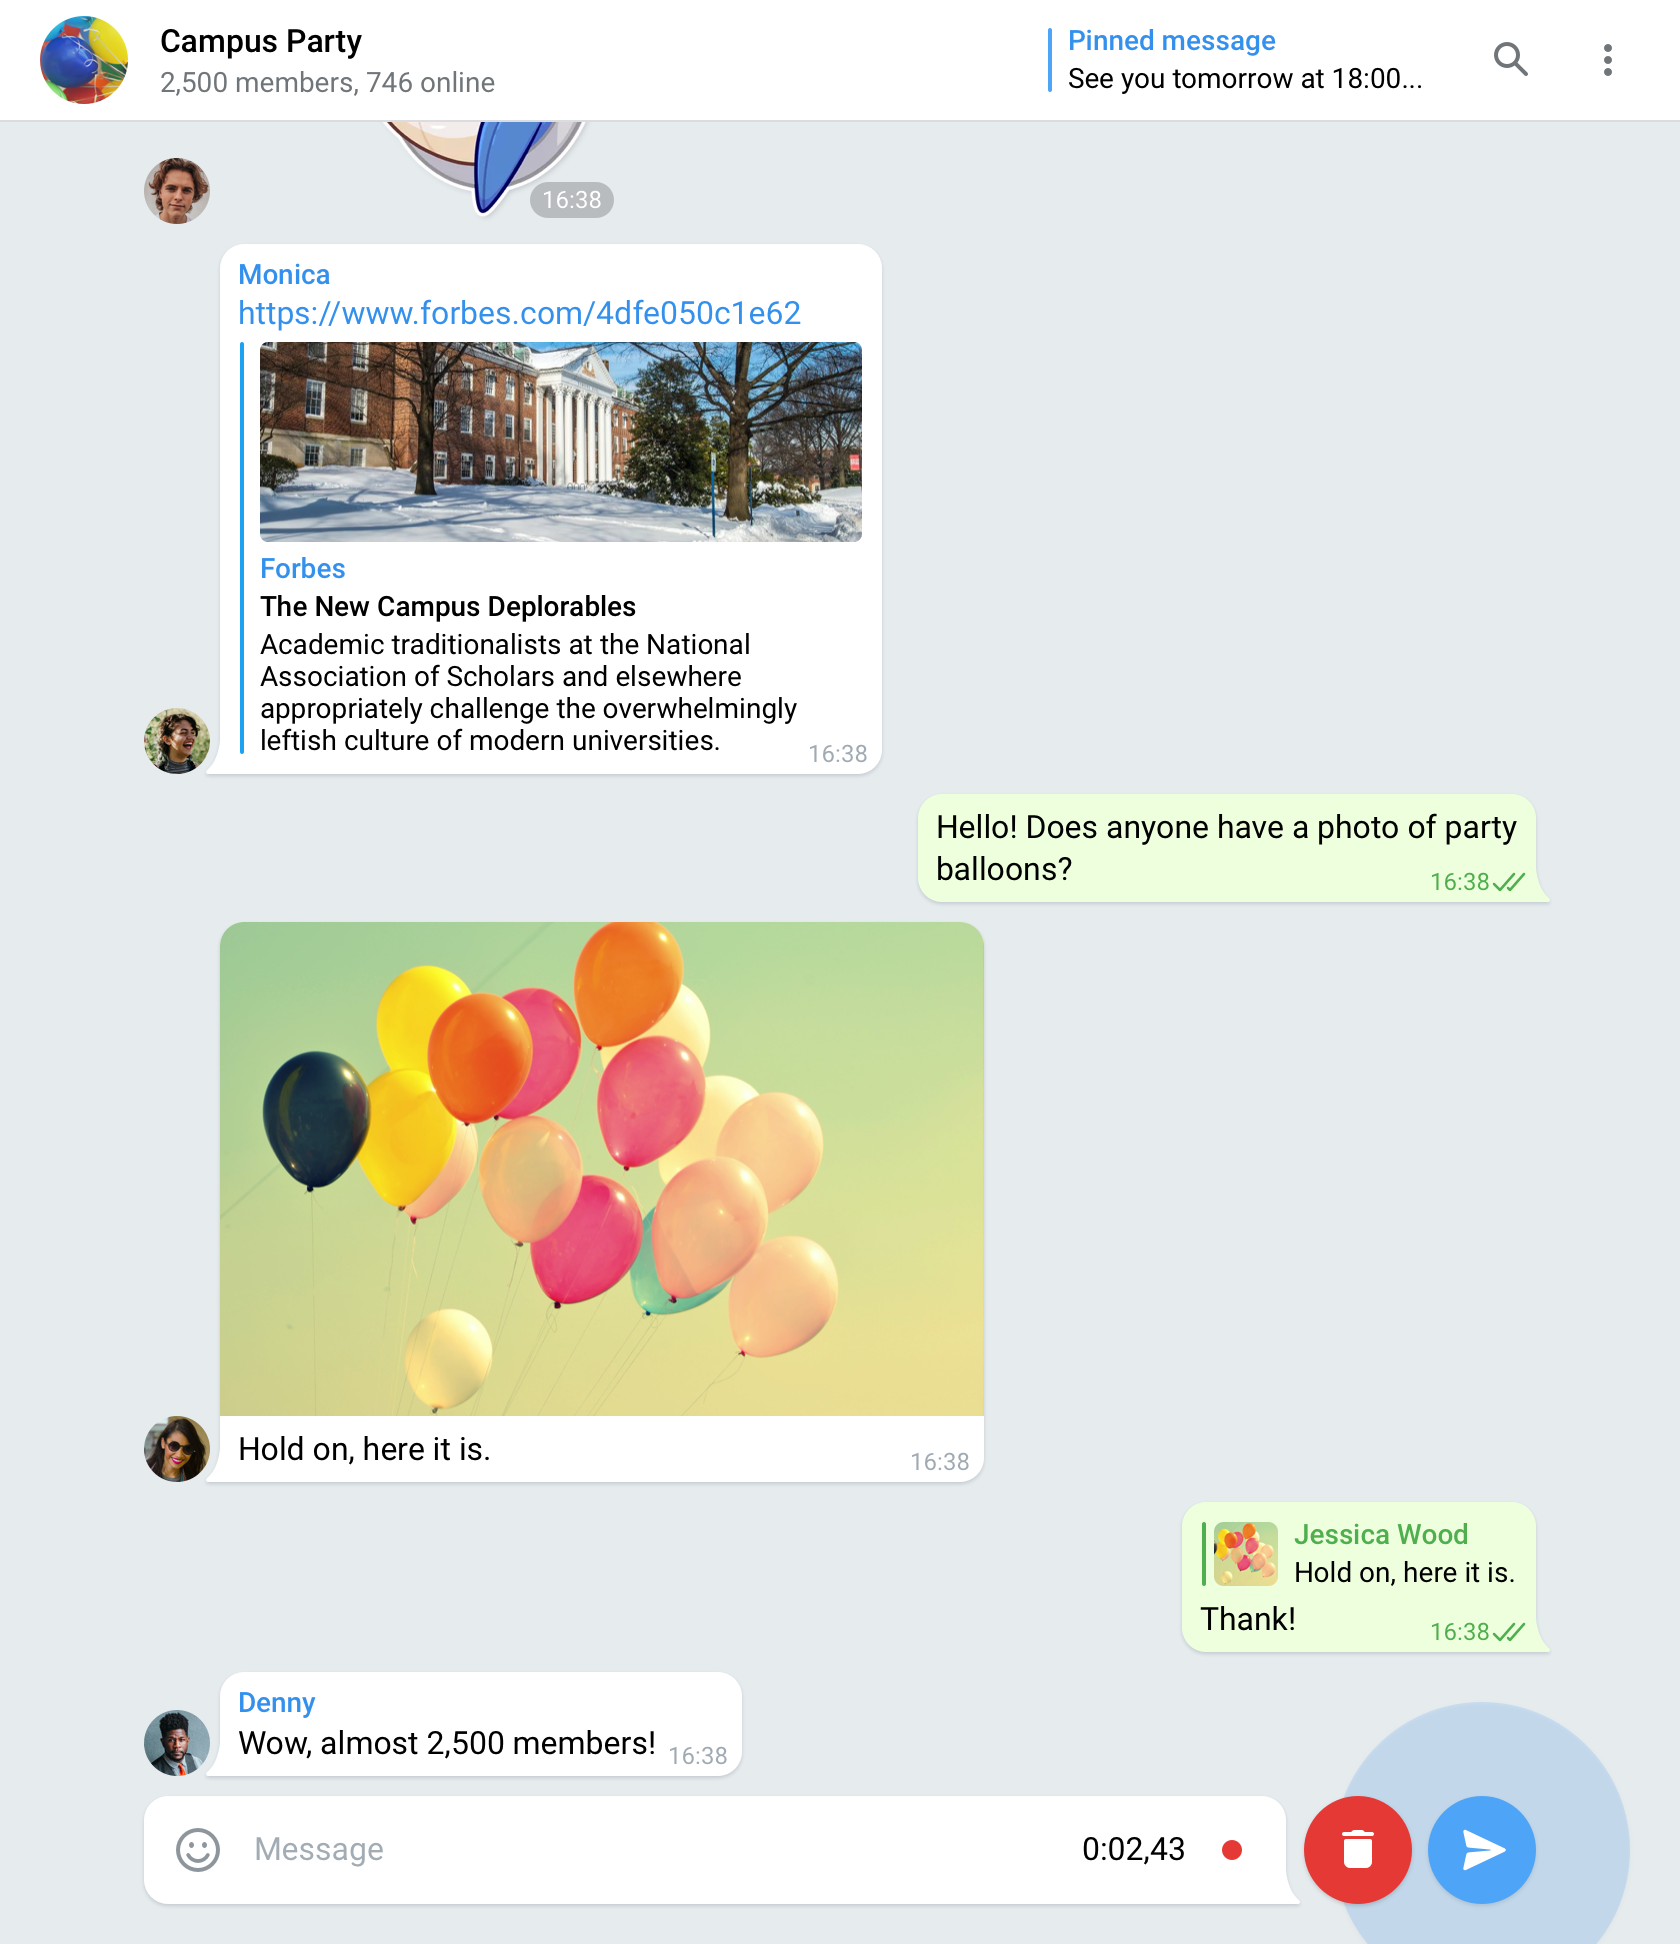 Campus Party
2,500 members, 746 online
Pinned message
See you tomorrow at 18:00...
16:38
Monica
https://www.forbes.com/4dfe050c1e62
Forbes
The New Campus Deplorables
Academic traditionalists at the National
Association of Scholars and elsewhere
appropriately challenge the overwhelmingly
leftish culture of modern universities.
16:38
Hello! Does anyone have a photo of party
balloons?
16:38
Hold on, here it is.
16:38
Jessica Wood
Hold on, here it is.
Thank!
16:38
Denny
Wow, almost 2,500 members!
16:38
Message
0:02,43